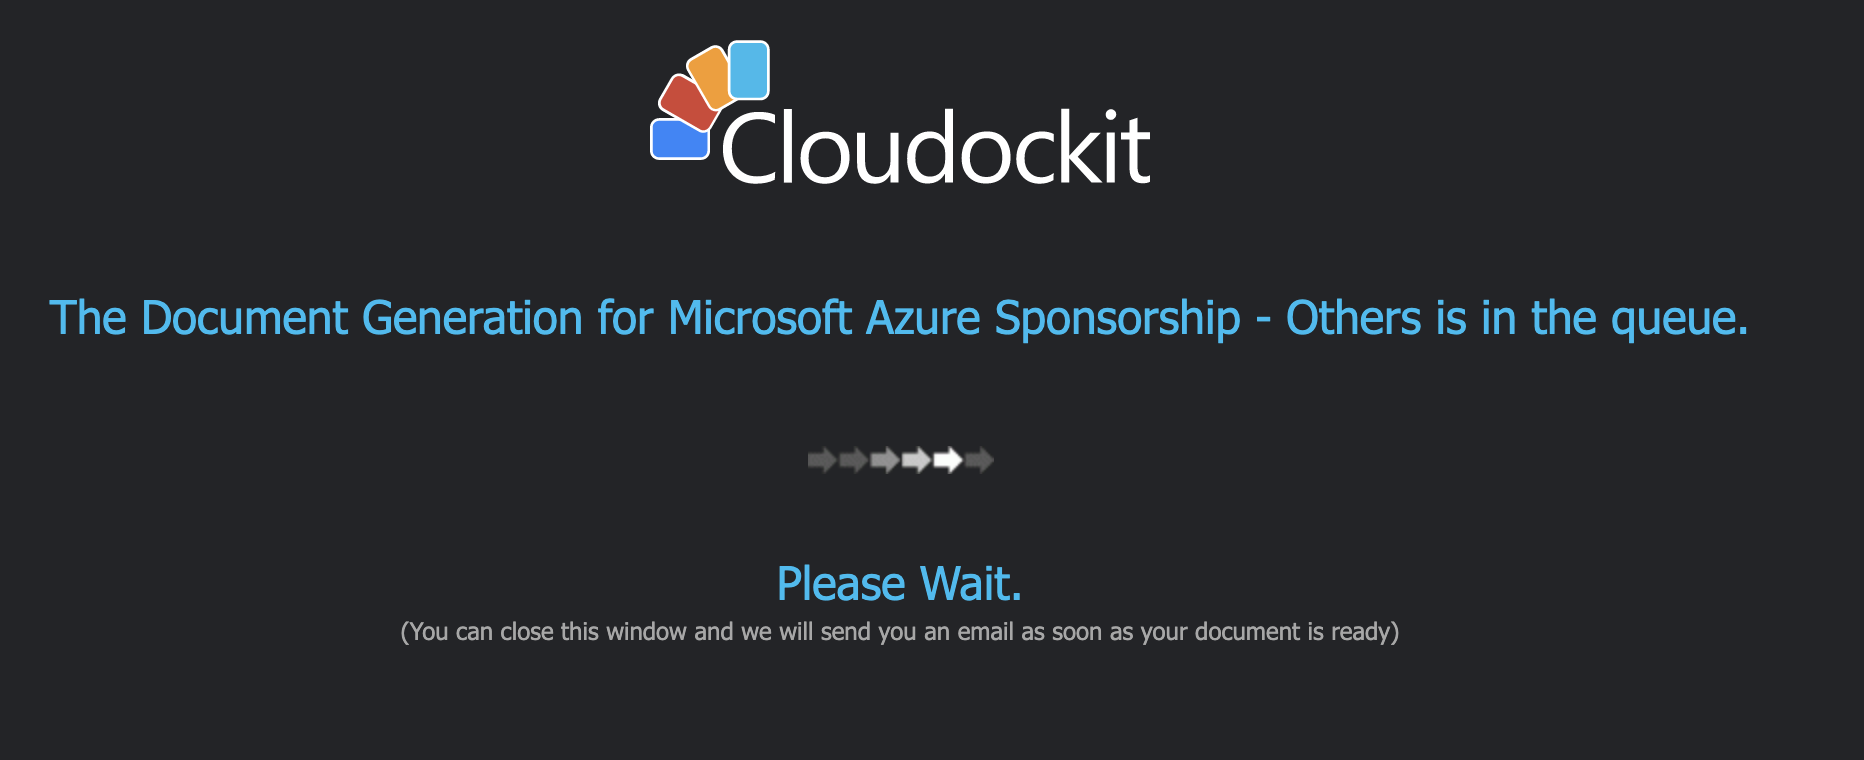 Cloudockit
The Document Generation for Microsoft Azure Sponsorship - Others is in the queue.
Please Wait.
(You can close this window and we will send you an email as soon as your document is ready)